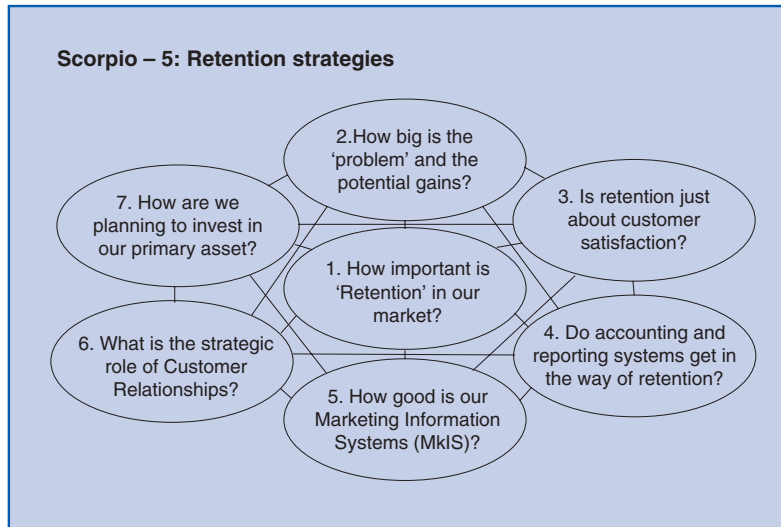 Scorpio – 5: Retention strategies
2.How big is the
‘problem’ and the
potential gains?
7. How are we
planning to invest in
our primary asset?
3. Is retention just
about customer
satisfaction?
1. How important is
‘Retention’ in our
market?
6. What is the strategic
role of Customer
Relationships?
4. Do accounting and
reporting systems get in
the way of retention?
5. How good is our
Marketing Information
Systems (MkIS)?